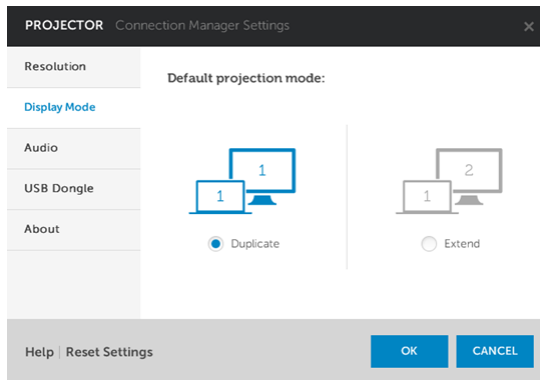 PROJECTOR Connection Manager Settings ×
Resolution
Display Mode
Audio
USB Dongle
About
Default projection mode:
1 1
Duplicate
1 2
Extend
Help | Reset Settings
OK CANCEL